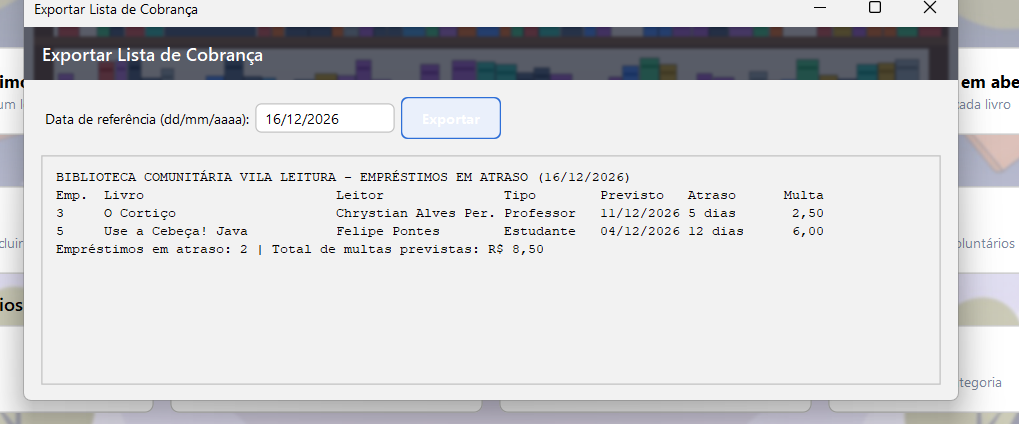 Exportar Lista de Cobrança
Exportar Lista de Cobrança
Data de referência (dd/mm/aaaa): 16/12/2026 Exportar
BIBLIOTECA COMUNITÁRIA VILA LEITURA - EMPRÉSTIMOS EM ATRASO (16/12/2026)
Emp. Livro Leitor Tipo Previsto Atraso Multa
3 O Cortiço Chrystian Alves Per. Professor 11/12/2026 5 dias 2,50
5 Use a Cebeça! Java Felipe Pontes Estudante 04/12/2026 12 dias 6,00
Empréstimos em atraso: 2 | Total de multas previstas: R$ 8,50
em abe
ada livro
oluntários
ios
tegoria